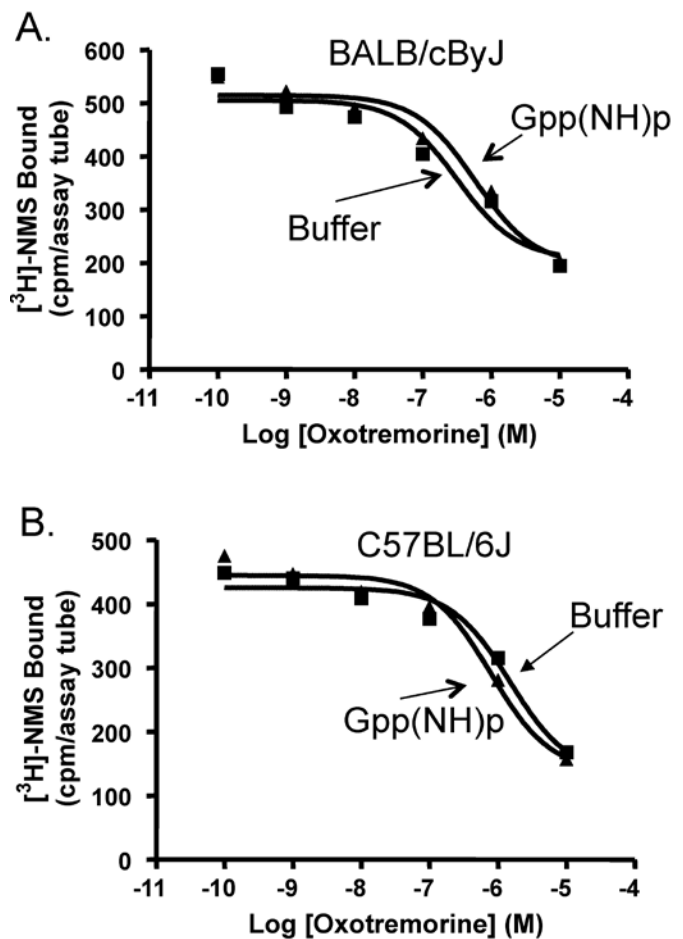 A.
BALB/cByJ
600
500
400
300
200
100
0
[³H]-NMS Bound
(cpm/assay tube)
Gpp(NH)p
Buffer
-11 -10 -9 -8 -7 -6 -5 -4
Log [Oxotremorine] (M)
B.
C57BL/6J
500
400
300
200
100
0
[³H]-NMS Bound
(cpm/assay tube)
Buffer
Gpp(NH)p
-11 -10 -9 -8 -7 -6 -5 -4
Log [Oxotremorine] (M)